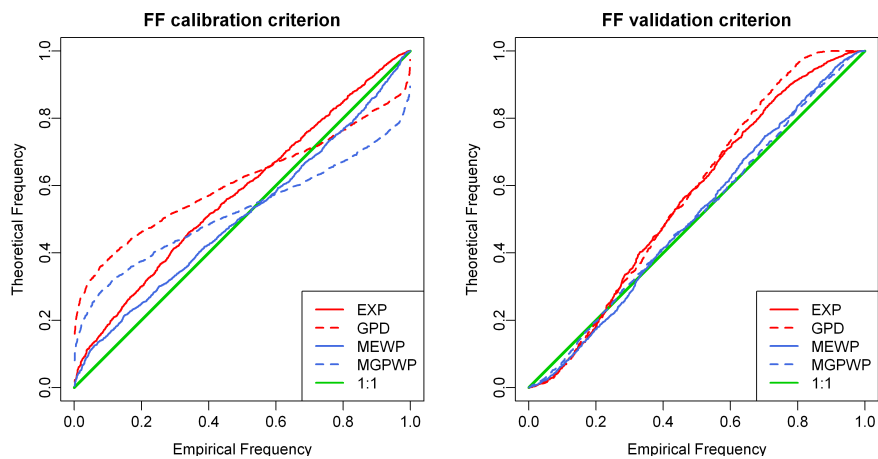 FF calibration criterion
Theoretical Frequency
1.0
0.8
0.6
0.4
0.2
0.0
EXP
GPD
MEWP
MGPWP
1:1
0.0 0.2 0.4 0.6 0.8 1.0
Empirical Frequency
FF validation criterion
Theoretical Frequency
1.0
0.8
0.6
0.4
0.2
0.0
EXP
GPD
MEWP
MGPWP
1:1
0.0 0.2 0.4 0.6 0.8 1.0
Empirical Frequency